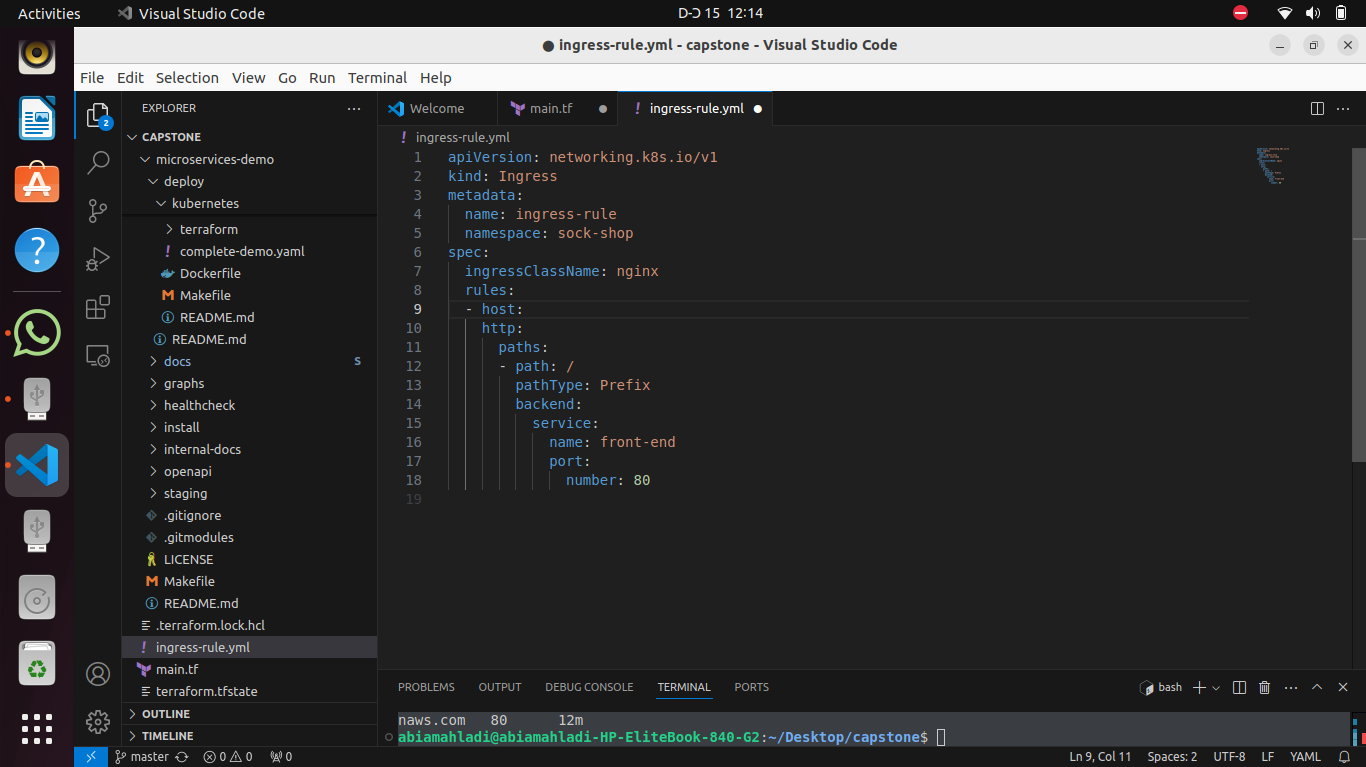 Activities
Visual Studio Code
D-Ɔ 15 12:14
● ingress-rule.yml - capstone - Visual Studio Code
File Edit Selection View Go Run Terminal Help
EXPLORER
2
CAPSTONE
microservices-demo
deploy
kubernetes
terraform
complete-demo.yaml
Dockerfile
Makefile
README.md
README.md
docs S
graphs
healthcheck
install
internal-docs
openapi
staging
.gitignore
.gitmodules
LICENSE
Makefile
README.md
.terraform.lock.hcl
ingress-rule.yml
main.tf
terraform.tfstate
OUTLINE
TIMELINE
Welcome
main.tf
ingress-rule.yml
ingress-rule.yml
1 apiVersion: networking.k8s.io/v1
2 kind: Ingress
3 metadata:
4 name: ingress-rule
5 namespace: sock-shop
6 spec:
7 ingressClassName: nginx
8 rules:
9 - host:
10 http:
11 paths:
12 - path: /
13 pathType: Prefix
14 backend:
15 service:
16 name: front-end
17 port:
18 number: 80
19
PROBLEMS OUTPUT DEBUG CONSOLE TERMINAL PORTS
bash
naws.com 80 12m
abiamahladi@abiamahladi-HP-EliteBook-840-G2:~/Desktop/capstone$
master 0 0 0
Ln 9, Col 11 Spaces: 2 UTF-8 LF YAML